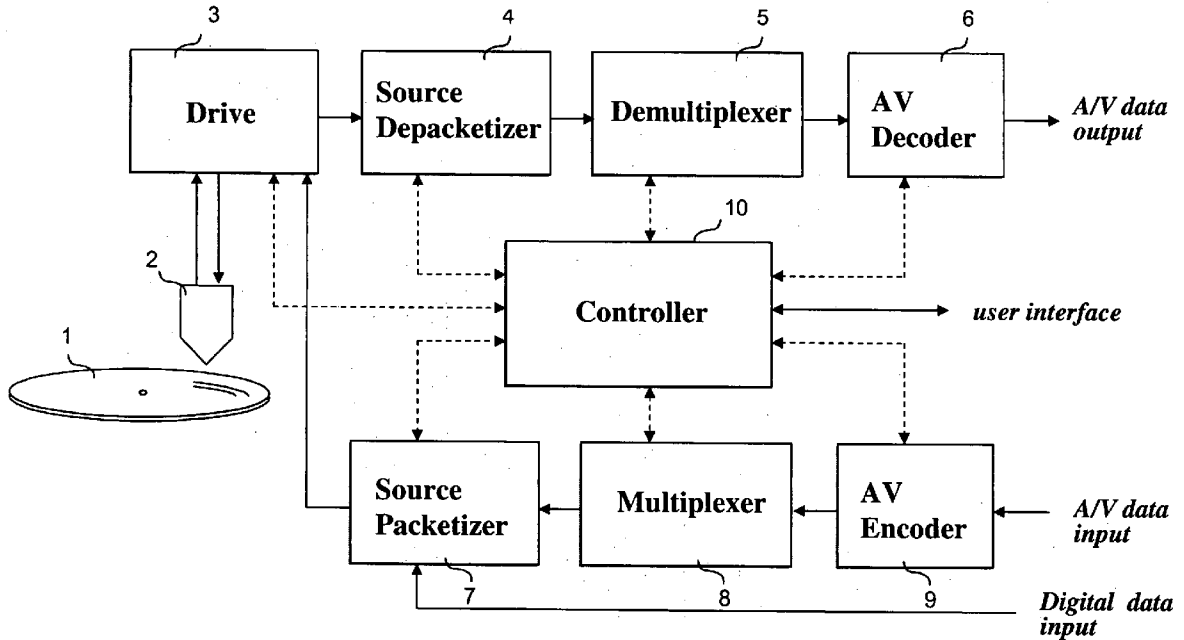 3
4
5
6
Drive
Source
Depacketizer
Demultiplexer
AV
Decoder
A/V data
output
10
2
Controller
user interface
1
Source
Packetizer
Multiplexer
AV
Encoder
A/V data
input
7
8
9
Digital data
input